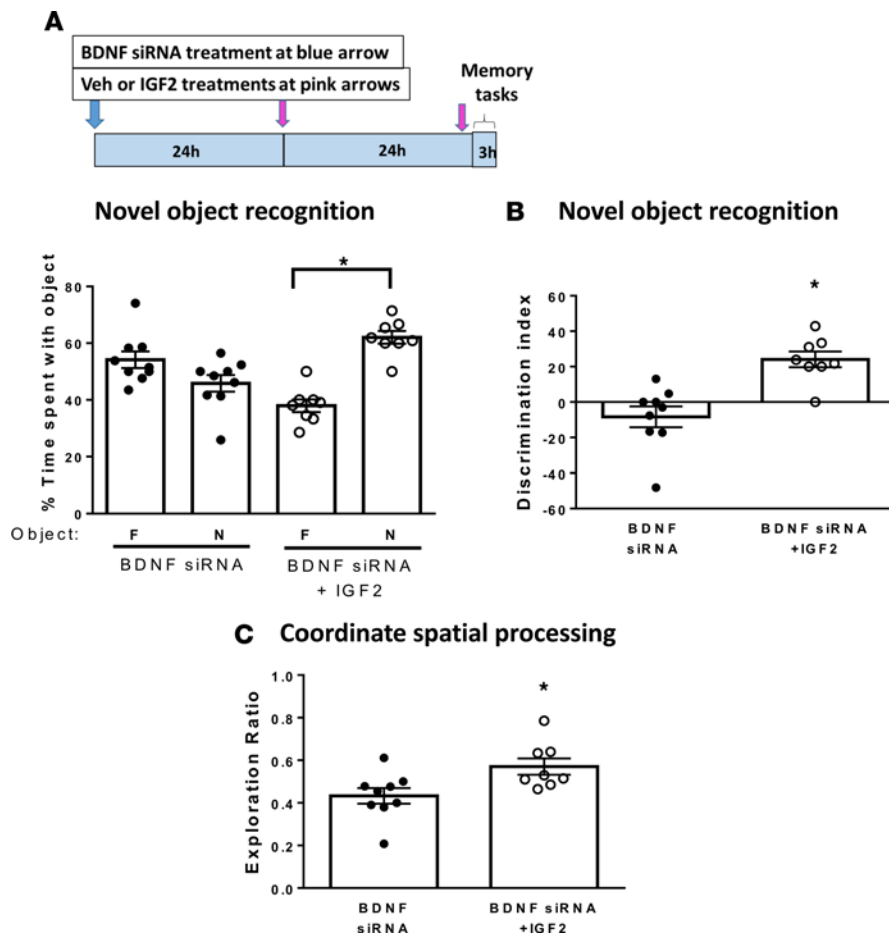 A
BDNF siRNA treatment at blue arrow
Veh or IGF2 treatments at pink arrows
Memory
tasks
24h
24h
3h
Novel object recognition
% Time spent with object
80
60
40
20
0
*
Object:
F
N
F
N
BDNF siRNA
BDNF siRNA
+ IGF2
B
Novel object recognition
Discrimination index
60
40
20
0
-20
-40
-60
*
BDNF
siRNA
BDNF siRNA
+IGF2
C
Coordinate spatial processing
Exploration Ratio
1.0
0.8
0.6
0.4
0.2
0.0
*
BDNF
siRNA
BDNF siRNA
+IGF2